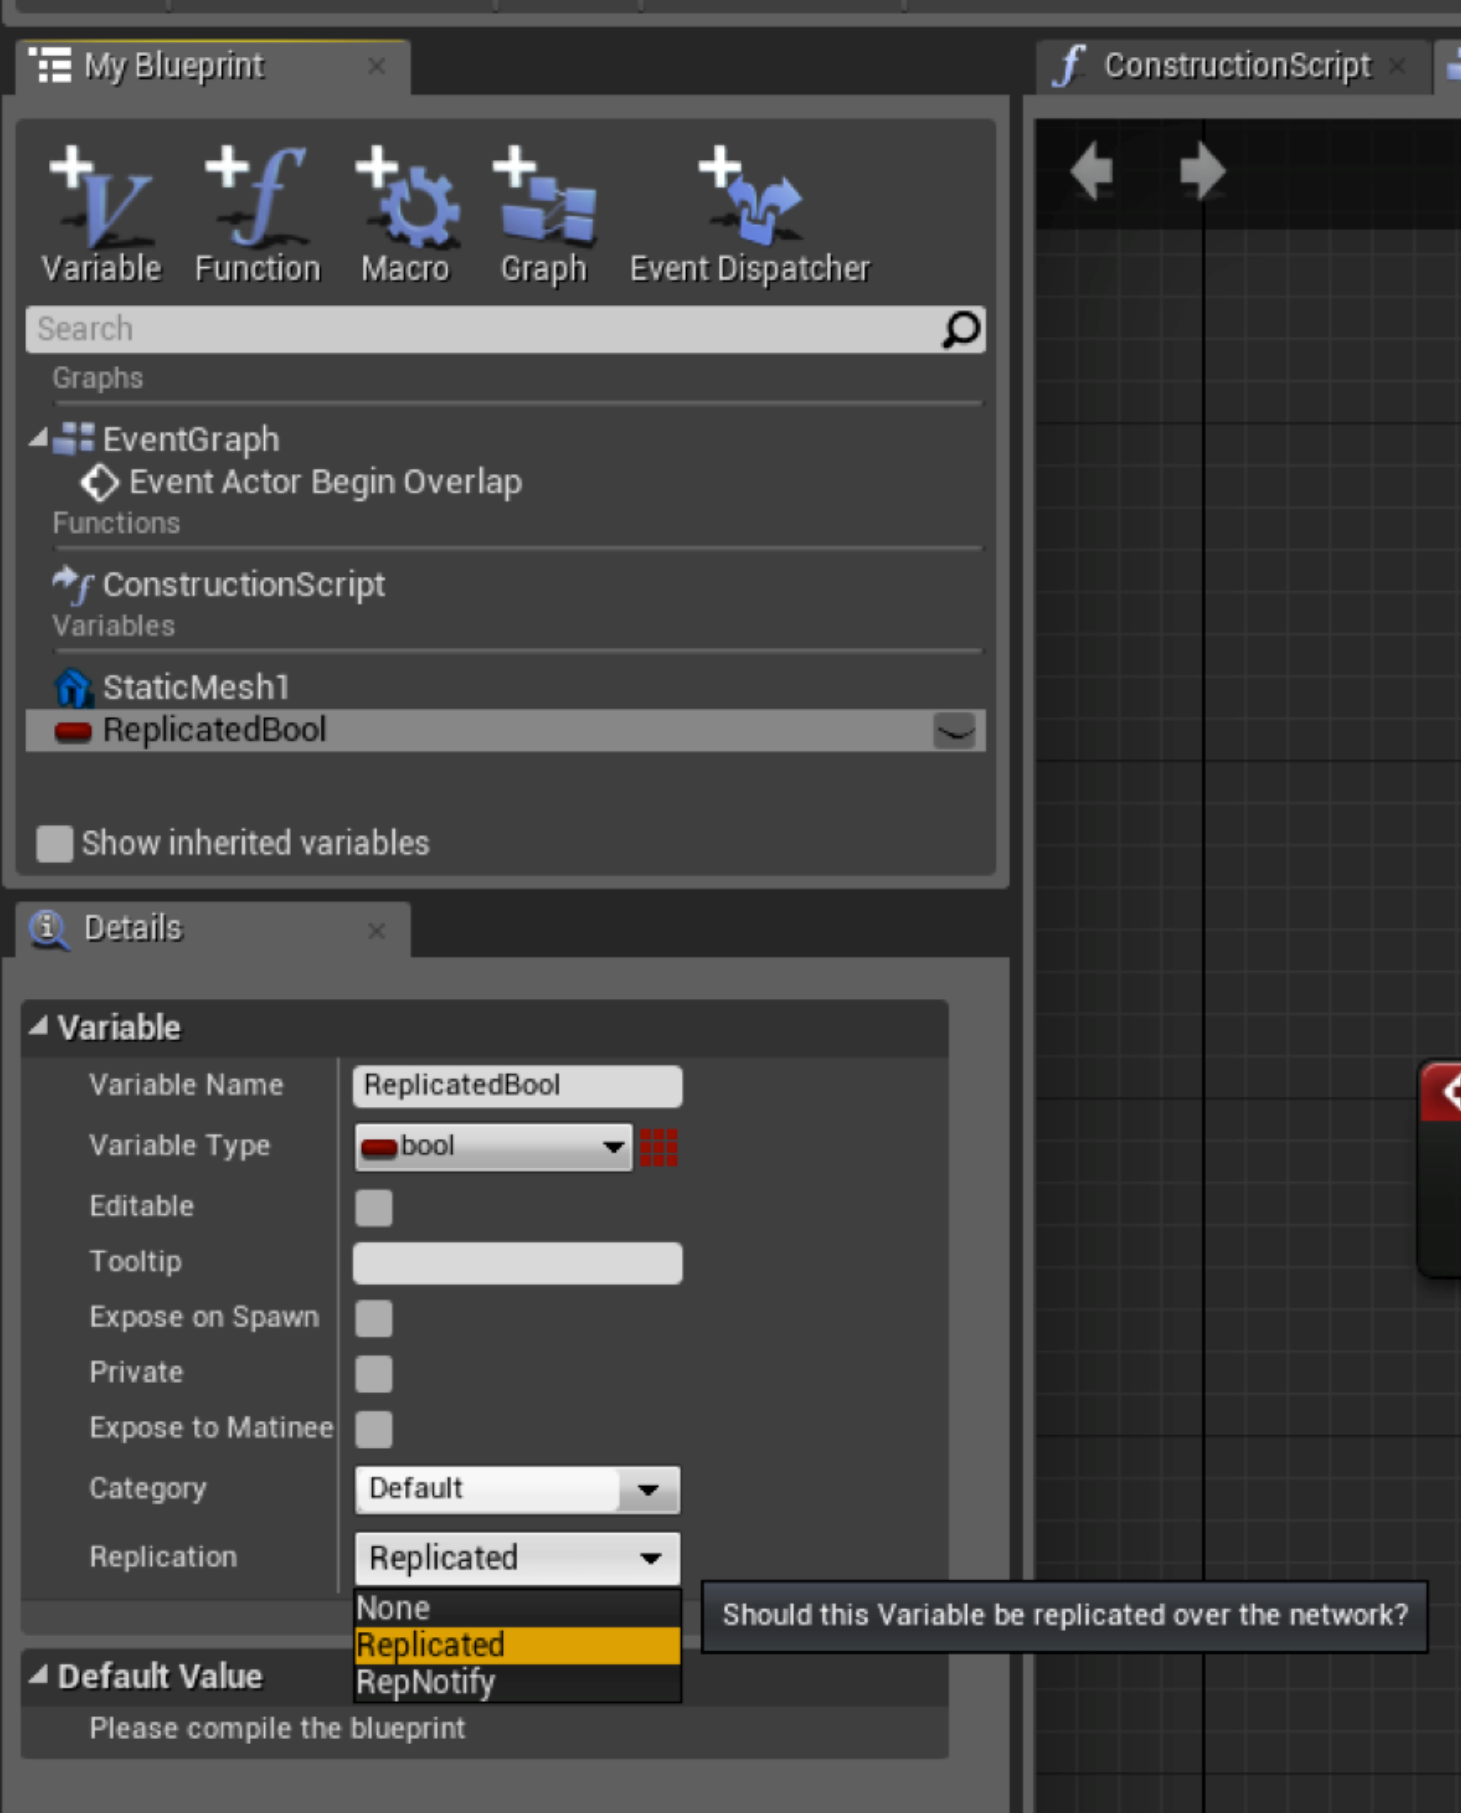 My Blueprint
ConstructionScript
Variable Function Macro Graph Event Dispatcher
Search
Graphs
EventGraph
Event Actor Begin Overlap
Functions
ConstructionScript
Variables
StaticMesh1
ReplicatedBool
Show inherited variables
Details
Variable
Variable Name ReplicatedBool
Variable Type bool
Editable
Tooltip
Expose on Spawn
Private
Expose to Matinee
Category Default
Replication Replicated
None
Replicated
RepNotify
Should this Variable be replicated over the network?
Default Value
Please compile the blueprint